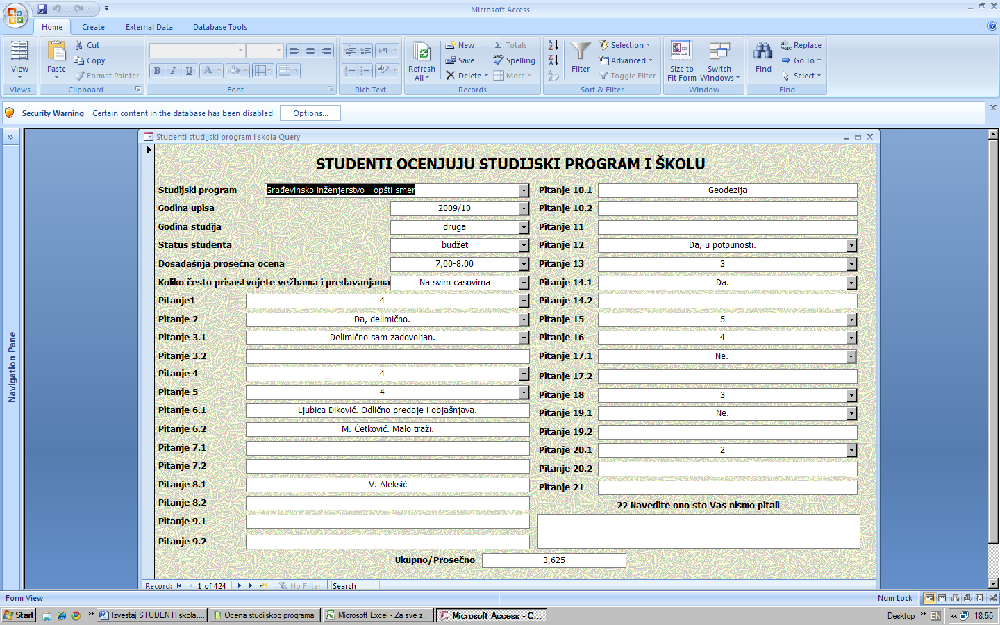 Microsoft Access
Home Create External Data Database Tools
View
Views
Paste
Cut
Copy
Format Painter
Clipboard
B I U A
Font
Rich Text
Refresh All
New
Save
Delete
Totals
Spelling
More
Records
Filter
Selection
Advanced
Toggle Filter
Sort & Filter
Size to Fit Form
Switch Windows
Window
Find
Replace
Go To
Select
Find
Security Warning Certain content in the database has been disabled Options...
Navigation Pane
Studenti studijski program i skola Query
STUDENTI OCENJUJU STUDIJSKI PROGRAM I ŠKOLU
Studijski program Građevinsko inženjerstvo - opšti smer
Godina upisa 2009/10
Godina studija druga
Status studenta budžet
Dosadašnja prosečna ocena 7,00-8,00
Koliko često prisustvujete vežbama i predavanjama Na svim casovima
Pitanje1 4
Pitanje 2 Da, delimično.
Pitanje 3.1 Delimično sam zadovoljan.
Pitanje 3.2
Pitanje 4 4
Pitanje 5 4
Pitanje 6.1 Ljubica Diković. Odlično predaje i objašnjava.
Pitanje 6.2 M. Ćetković. Malo traži.
Pitanje 7.1
Pitanje 7.2
Pitanje 8.1 V. Aleksić
Pitanje 8.2
Pitanje 9.1
Pitanje 9.2
Pitanje 10.1 Geodezija
Pitanje 10.2
Pitanje 11
Pitanje 12 Da, u potpunosti.
Pitanje 13 3
Pitanje 14.1 Da.
Pitanje 14.2
Pitanje 15 5
Pitanje 16 4
Pitanje 17.1 Ne.
Pitanje 17.2
Pitanje 18 3
Pitanje 19.1 Ne.
Pitanje 19.2
Pitanje 20.1 2
Pitanje 20.2
Pitanje 21
22 Navedite ono sto Vas nismo pitali
Ukupno/Prosečno 3,625
Record: 1 of 424 No Filter Search
Form View Num Lock
Start Izvestaj STUDENTI skola.... Ocena studijskog programa Microsoft Excel - Za sve z... Microsoft Access - C... Desktop EN 18:55